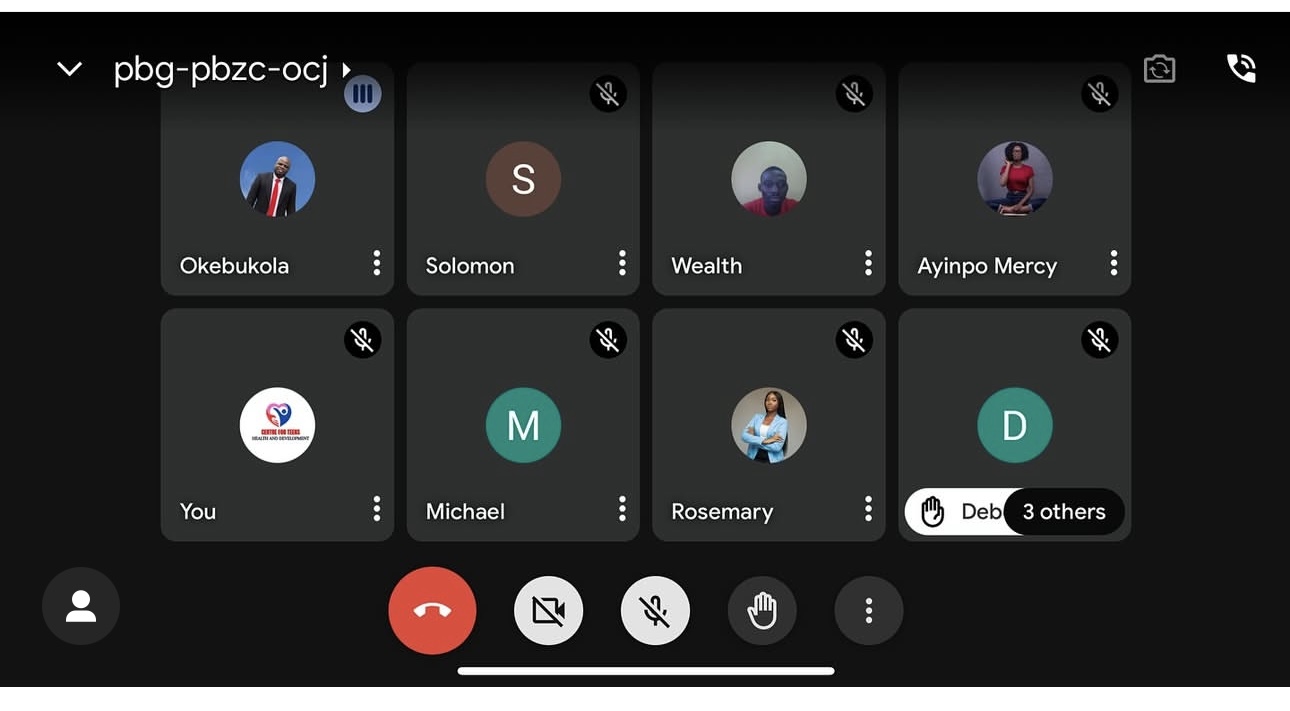 pbg-pbzc-ocj
Okebukola
S
Solomon
Wealth
Ayinpo Mercy
CENTRE FOR TEENS
HEALTH AND DEVELOPMENT
You
M
Michael
Rosemary
D
Deb
3 others